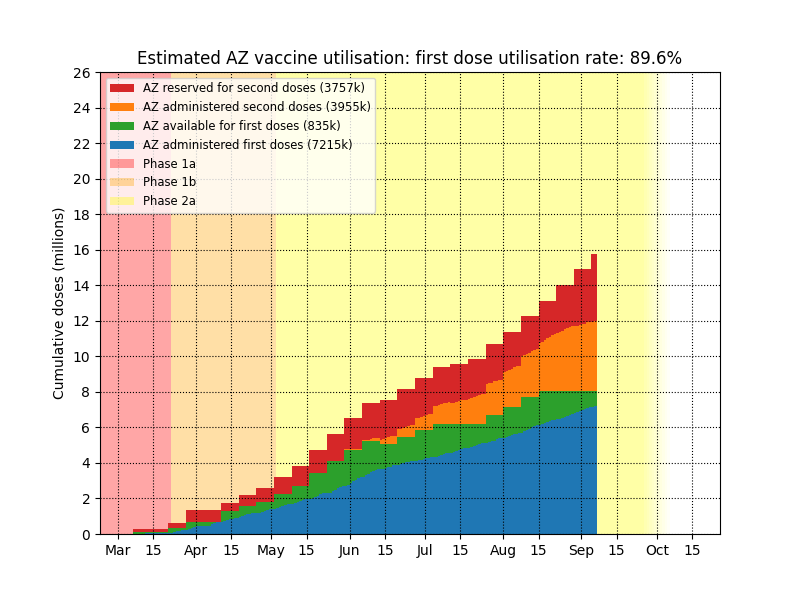 Estimated AZ vaccine utilisation: first dose utilisation rate: 89.6%
Cumulative doses (millions)
26
24
22
20
18
16
14
12
10
8
6
4
2
0
AZ reserved for second doses (3757k)
AZ administered second doses (3955k)
AZ available for first doses (835k)
AZ administered first doses (7215k)
Phase 1a
Phase 1b
Phase 2a
Mar 15 Apr 15 May 15 Jun 15 Jul 15 Aug 15 Sep 15 Oct 15